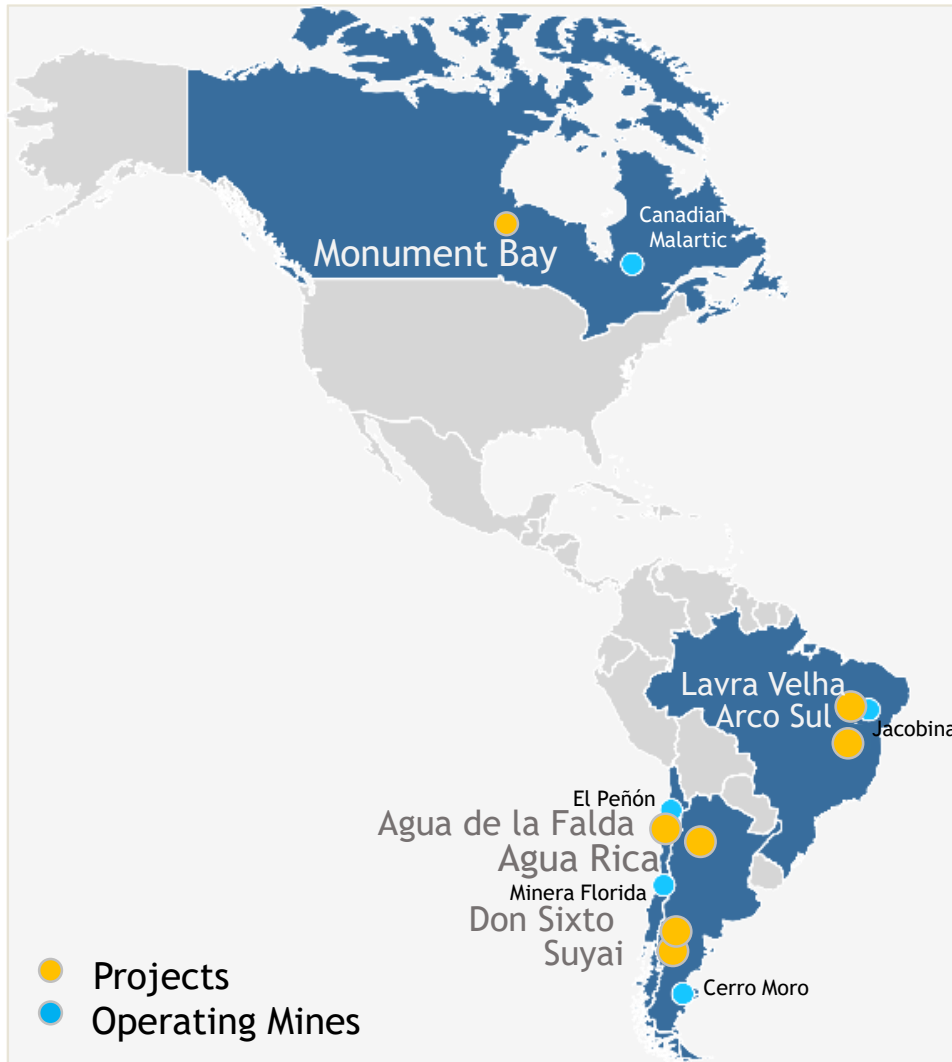 Canadian
Malartic
Monument Bay
Lavra Velha
Arco Sul
Jacobina
El Peñón
Agua de la Falda
Agua Rica
Minera Florida
Don Sixto
Suyai
Cerro Moro
Projects
Operating Mines